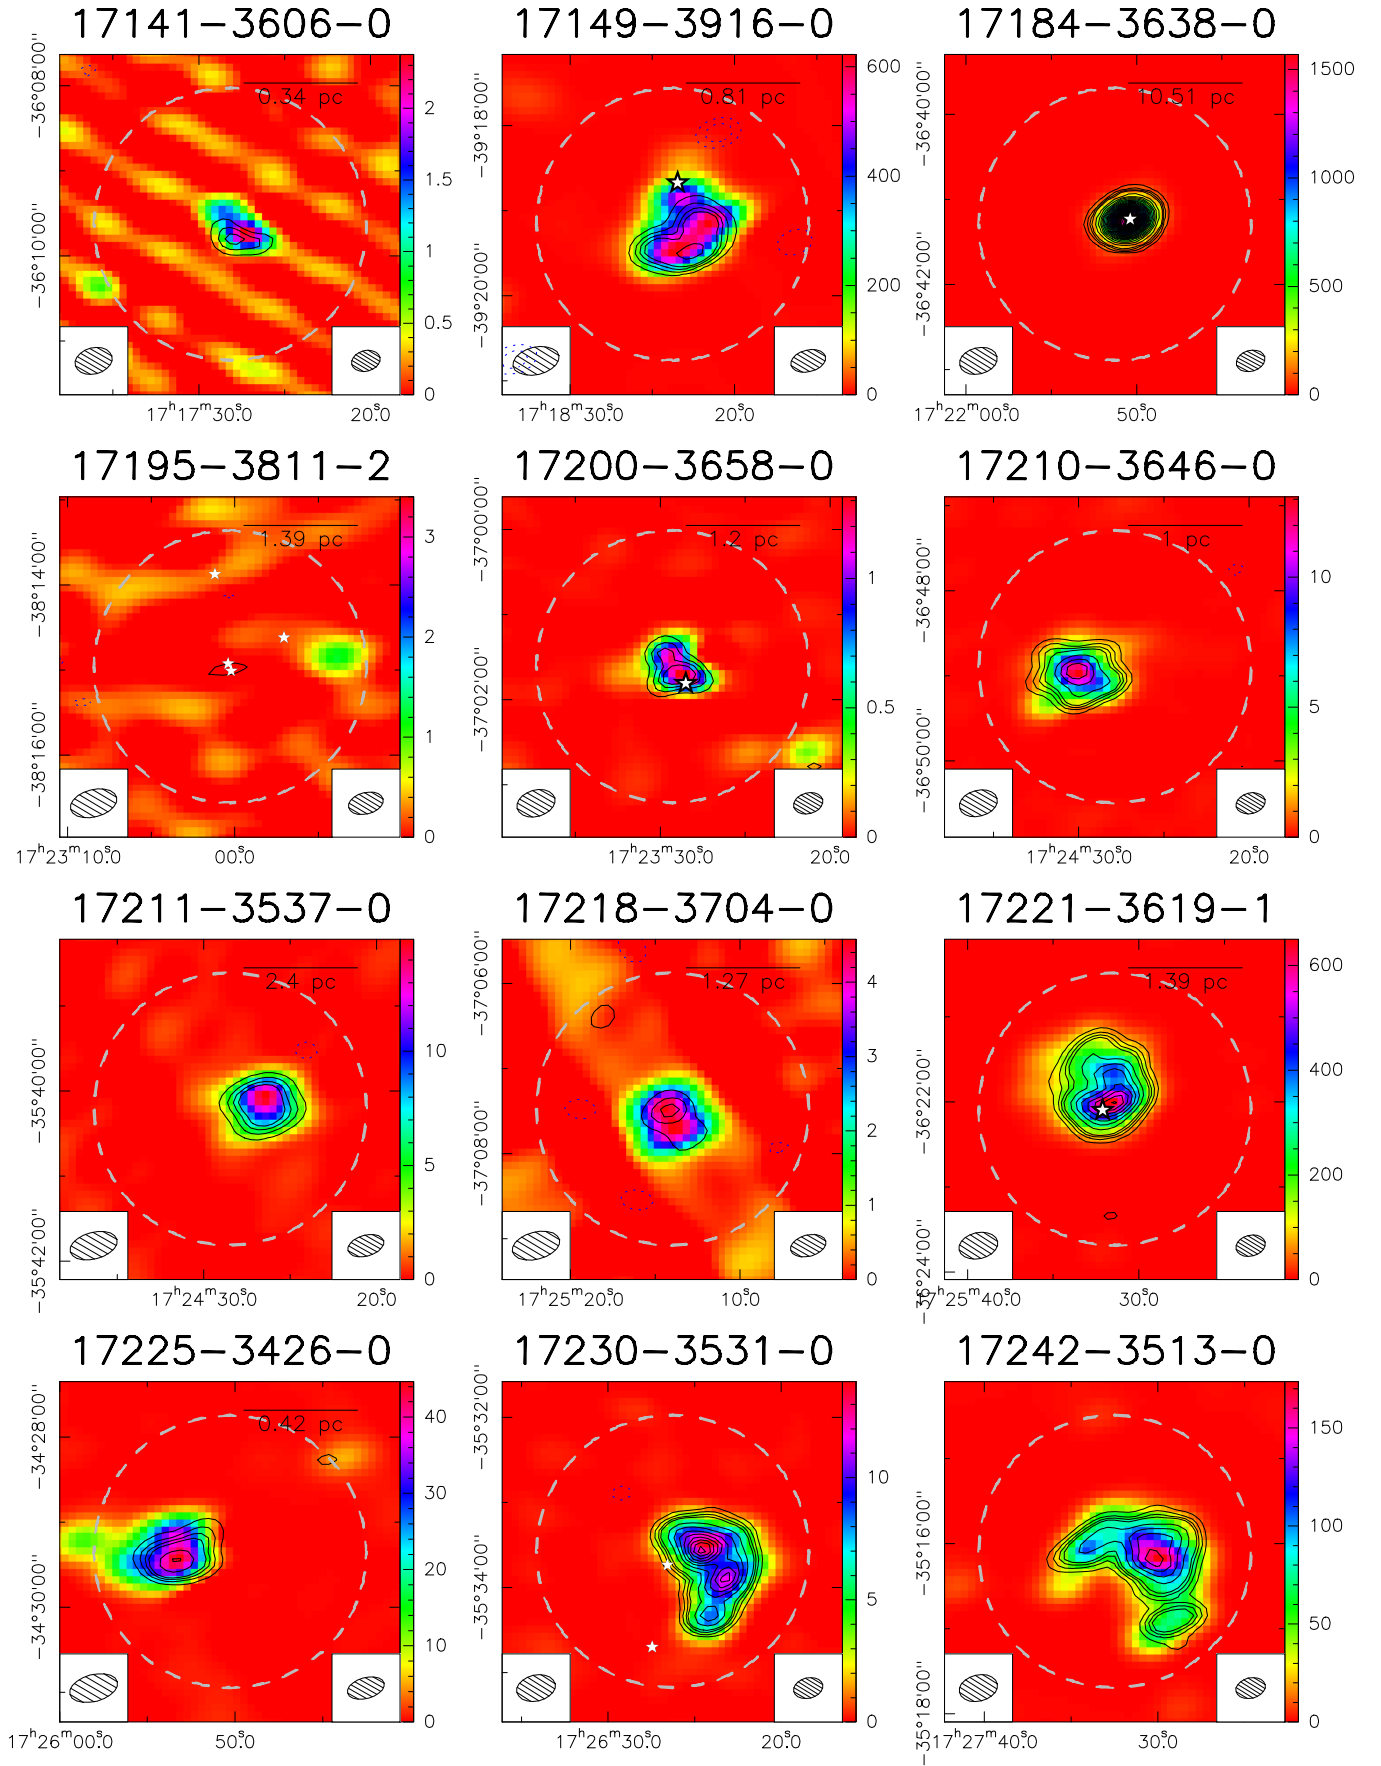 17141-3606-0
17149-3916-0
17184-3638-0
0.34 pc
0.81 pc
10.51 pc
-36°08'00"
-36°10'00"
2
1.5
1
0.5
0
17ʰ17ᵐ30ˢ.0
20ˢ.0
-39°18'00"
-39°20'00"
600
400
200
0
17ʰ18ᵐ30ˢ.0
20ˢ.0
-36°40'00"
-36°42'00"
1500
1000
500
0
17ʰ22ᵐ00ˢ.0
50ˢ.0
17195-3811-2
17200-3658-0
17210-3646-0
1.39 pc
1.2 pc
1 pc
-38°14'00"
-38°16'00"
3
2
1
0
17ʰ23ᵐ10ˢ.0
00ˢ.0
-37°00'00"
-37°02'00"
1
0.5
0
17ʰ23ᵐ30ˢ.0
20ˢ.0
-36°48'00"
-36°50'00"
10
5
0
17ʰ24ᵐ30ˢ.0
20ˢ.0
17211-3537-0
17218-3704-0
17221-3619-1
2.4 pc
1.27 pc
1.39 pc
-35°40'00"
-35°42'00"
10
5
0
17ʰ24ᵐ30ˢ.0
20ˢ.0
-37°06'00"
-37°08'00"
4
3
2
1
0
17ʰ25ᵐ20ˢ.0
10ˢ.0
-36°22'00"
-36°24'00"
600
400
200
0
17ʰ25ᵐ40ˢ.0
30ˢ.0
17225-3426-0
17230-3531-0
17242-3513-0
0.42 pc
-34°28'00"
-34°30'00"
40
30
20
10
0
17ʰ26ᵐ00ˢ.0
50ˢ.0
-35°32'00"
-35°34'00"
10
5
0
17ʰ26ᵐ30ˢ.0
20ˢ.0
-35°16'00"
-35°18'00"
150
100
50
0
17ʰ27ᵐ40ˢ.0
30ˢ.0